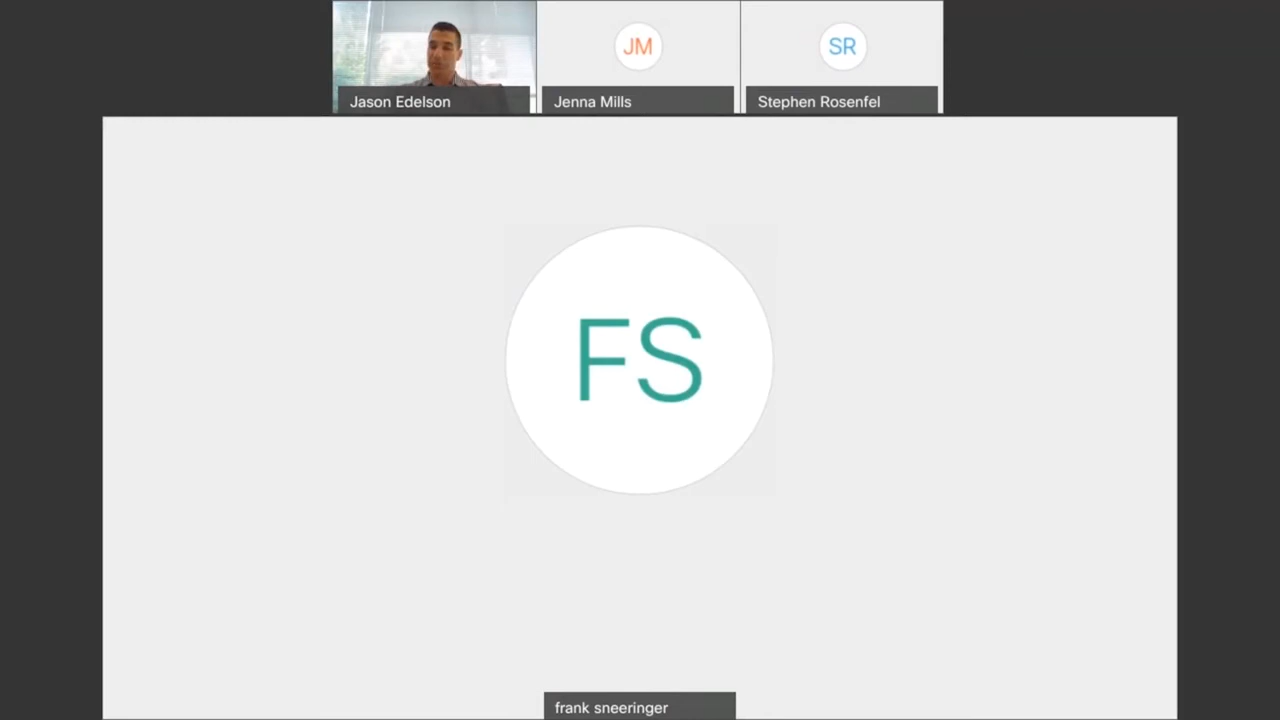 JM
SR
Jason Edelson
Jenna Mills
Stephen Rosenfel
FS
frank sneeringer